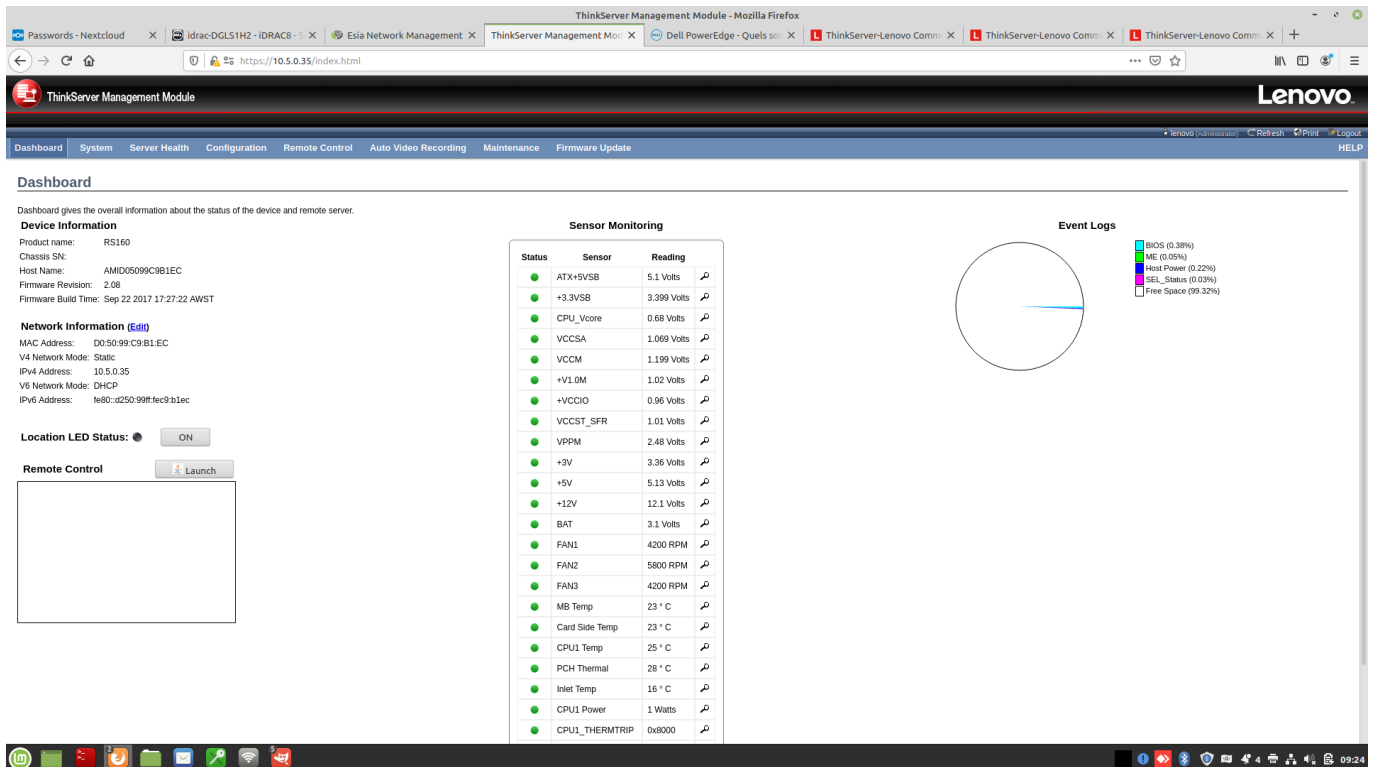 ThinkServer Management Module - Mozilla Firefox
Passwords - Nextcloud
idrac-DGLS1H2 - iDRAC8 - S
Esia Network Management
ThinkServer Management Mod
Dell PowerEdge - Quels sor
ThinkServer-Lenovo Comm
ThinkServer-Lenovo Comm
ThinkServer-Lenovo Comm
https://10.5.0.35/index.html
ThinkServer Management Module
Lenovo
lenovo (Administrator) Refresh Print Logout
Dashboard System Server Health Configuration Remote Control Auto Video Recording Maintenance Firmware Update HELP
Dashboard
Dashboard gives the overall information about the status of the device and remote server.
Device Information
Product name: RS160
Chassis SN:
Host Name: AMID05099C9B1EC
Firmware Revision: 2.08
Firmware Build Time: Sep 22 2017 17:27:22 AWST
Network Information (Edit)
MAC Address: D0:50:99:C9:B1:EC
V4 Network Mode: Static
IPv4 Address: 10.5.0.35
V6 Network Mode: DHCP
IPv6 Address: fe80::d250:99ff:fec9:b1ec
Location LED Status: ON
Remote Control Launch
Sensor Monitoring
Status Sensor Reading
ATX+5VSB 5.1 Volts
+3.3VSB 3.399 Volts
CPU_Vcore 0.68 Volts
VCCSA 1.069 Volts
VCCM 1.199 Volts
+V1.0M 1.02 Volts
+VCCIO 0.96 Volts
VCCST_SFR 1.01 Volts
VPPM 2.48 Volts
+3V 3.36 Volts
+5V 5.13 Volts
+12V 12.1 Volts
BAT 3.1 Volts
FAN1 4200 RPM
FAN2 5800 RPM
FAN3 4200 RPM
MB Temp 23 ° C
Card Side Temp 23 ° C
CPU1 Temp 25 ° C
PCH Thermal 28 ° C
Inlet Temp 16 ° C
CPU1 Power 1 Watts
CPU1_THERMTRIP 0x8000
Event Logs
BIOS (0.38%)
ME (0.05%)
Host Power (0.22%)
SEL_Status (0.03%)
Free Space (99.32%)
2
5
4
09:24